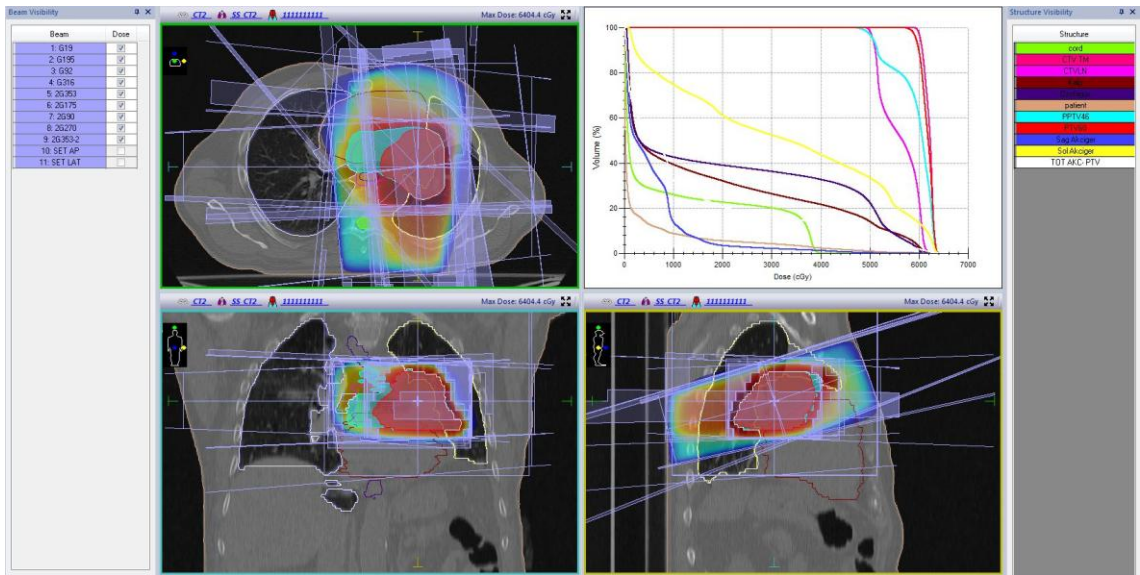 Beam Visibility
Beam Dose
1: G19
2: G195
3: G92
4: G316
5: 2G353
6: 2G175
7: 2G90
8: 2G270
9: 2G353-2
10: SET AP
11: SET LAT
CT2 SS CT2 1111111111 Max Dose: 6404.4 cGy
Volume (%)
100
80
60
40
20
0
0 1000 2000 3000 4000 5000 6000 7000
Dose (cGy)
Structure Visibility
Structure
cord
CTV TM
CTVLN
patient
PPTV46
Sag Akciger
Sol Akciger
TOT AKC- PTV
CT2 SS CT2 1111111111 Max Dose: 6404.4 cGy
CT2 SS CT2 1111111111 Max Dose: 6404.4 cGy